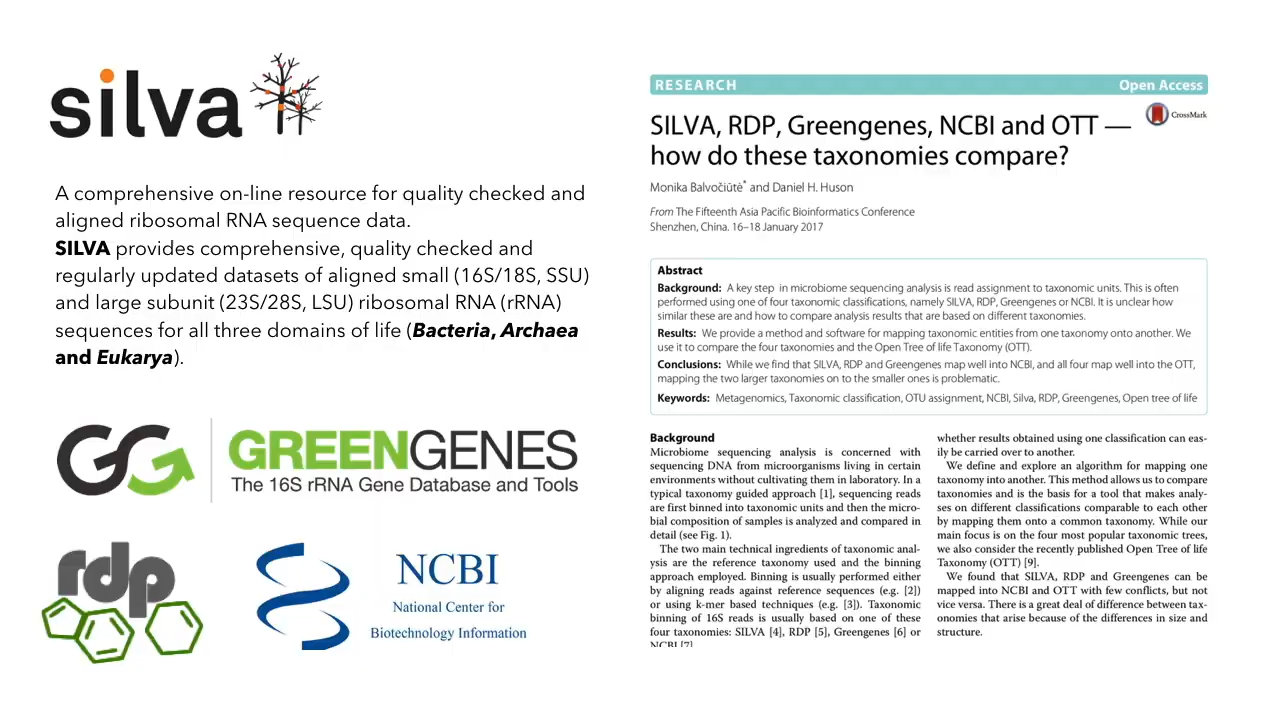 silva
A comprehensive on-line resource for quality checked and
aligned ribosomal RNA sequence data.
SILVA provides comprehensive, quality checked and
regularly updated datasets of aligned small (16S/18S, SSU)
and large subunit (23S/28S, LSU) ribosomal RNA (rRNA)
sequences for all three domains of life (Bacteria, Archaea
and Eukarya).
GG
GREENGENES
The 16S rRNA Gene Database and Tools
rdp
NCBI
National Center for
Biotechnology Information
RESEARCH
Open Access
SILVA, RDP, Greengenes, NCBI and OTT —
how do these taxonomies compare?
CrossMark
Monika Balvočiūtė* and Daniel H. Huson
From The Fifteenth Asia Pacific Bioinformatics Conference
Shenzhen, China. 16–18 January 2017
Abstract
Background: A key step in microbiome sequencing analysis is read assignment to taxonomic units. This is often
performed using one of four taxonomic classifications, namely SILVA, RDP, Greengenes or NCBI. It is unclear how
similar these are and how to compare analysis results that are based on different taxonomies.
Results: We provide a method and software for mapping taxonomic entities from one taxonomy onto another. We
use it to compare the four taxonomies and the Open Tree of life Taxonomy (OTT).
Conclusions: While we find that SILVA, RDP and Greengenes map well into NCBI, and all four map well into the OTT,
mapping the two larger taxonomies on to the smaller ones is problematic.
Keywords: Metagenomics, Taxonomic classification, OTU assignment, NCBI, Silva, RDP, Greengenes, Open tree of life
Background
Microbiome sequencing analysis is concerned with
sequencing DNA from microorganisms living in certain
environments without cultivating them in laboratory. In a
typical taxonomy guided approach [1], sequencing reads
are first binned into taxonomic units and then the micro-
bial composition of samples is analyzed and compared in
detail (see Fig. 1).
The two main technical ingredients of taxonomic anal-
ysis are the reference taxonomy used and the binning
approach employed. Binning is usually performed either
by aligning reads against reference sequences (e.g. [2])
or using k-mer based techniques (e.g. [3]). Taxonomic
binning of 16S reads is usually based on one of these
four taxonomies: SILVA [4], RDP [5], Greengenes [6] or
NCBI [7]
whether results obtained using one classification can eas-
ily be carried over to another.
We define and explore an algorithm for mapping one
taxonomy into another. This method allows us to compare
taxonomies and is the basis for a tool that makes analy-
ses on different classifications comparable to each other
by mapping them onto a common taxonomy. While our
main focus is on the four most popular taxonomic trees,
we also consider the recently published Open Tree of life
Taxonomy (OTT) [9].
We found that SILVA, RDP and Greengenes can be
mapped into NCBI and OTT with few conflicts, but not
vice versa. There is a great deal of difference between tax-
onomies that arise because of the differences in size and
structure.